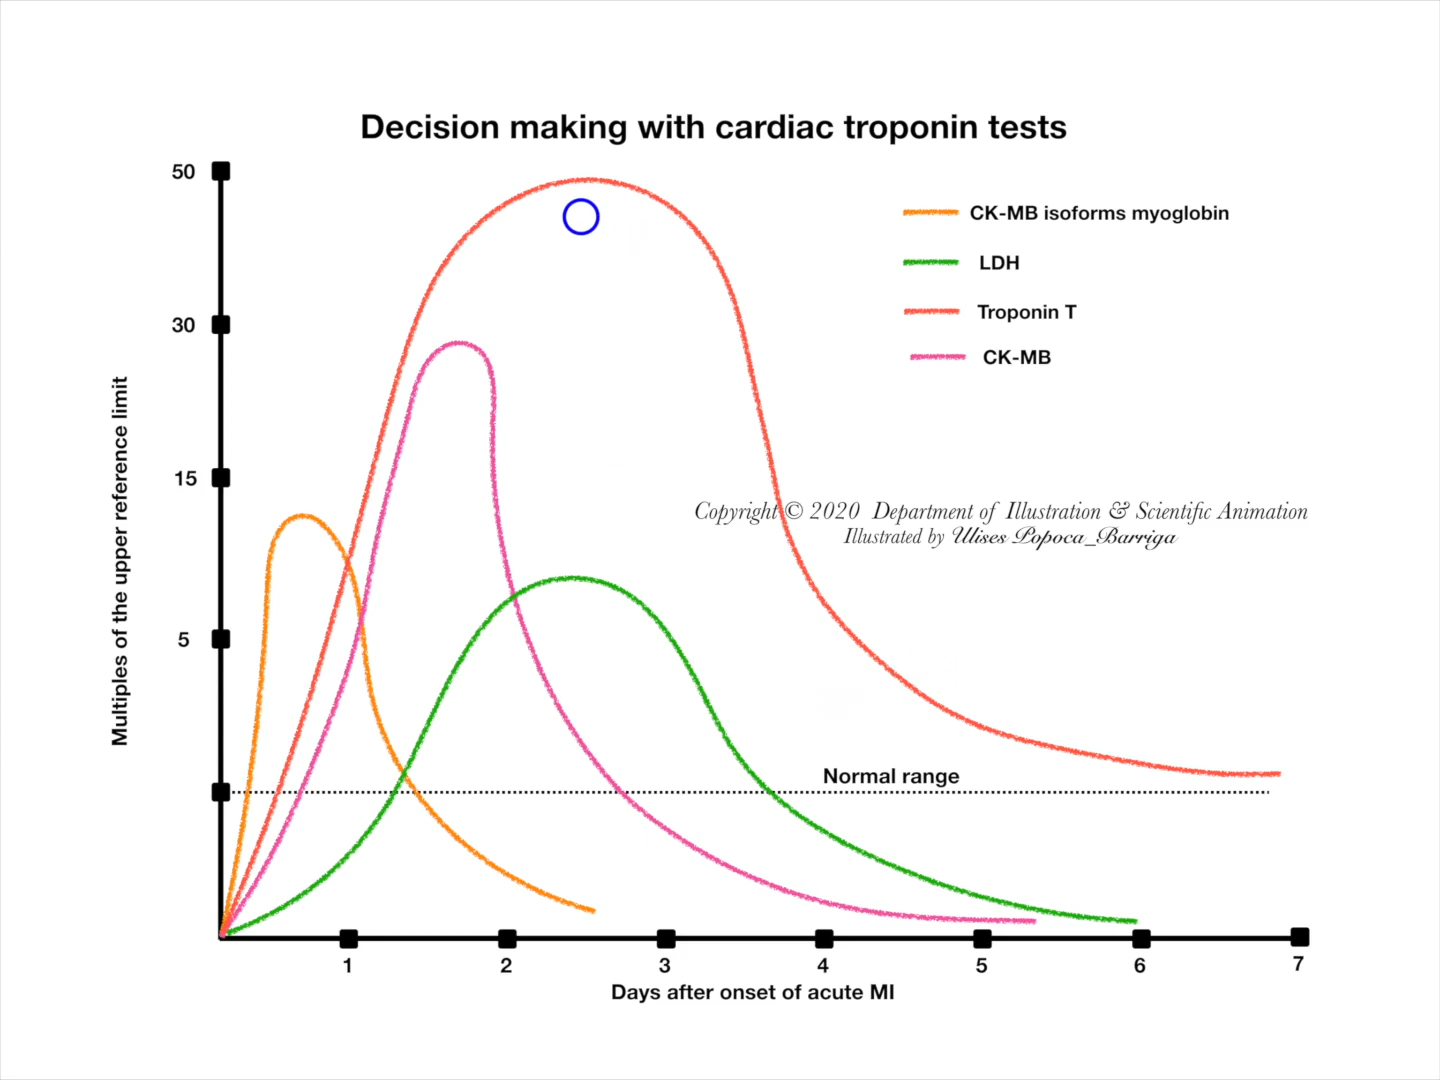 Decision making with cardiac troponin tests
50
30
15
5
Multiples of the upper reference limit
CK-MB isoforms myoglobin
LDH
Troponin T
CK-MB
Copyright © 2020 Department of Illustration & Scientific Animation
Illustrated by Ulises Popoca_Barriga
Normal range
1 2 3 4 5 6 7
Days after onset of acute MI